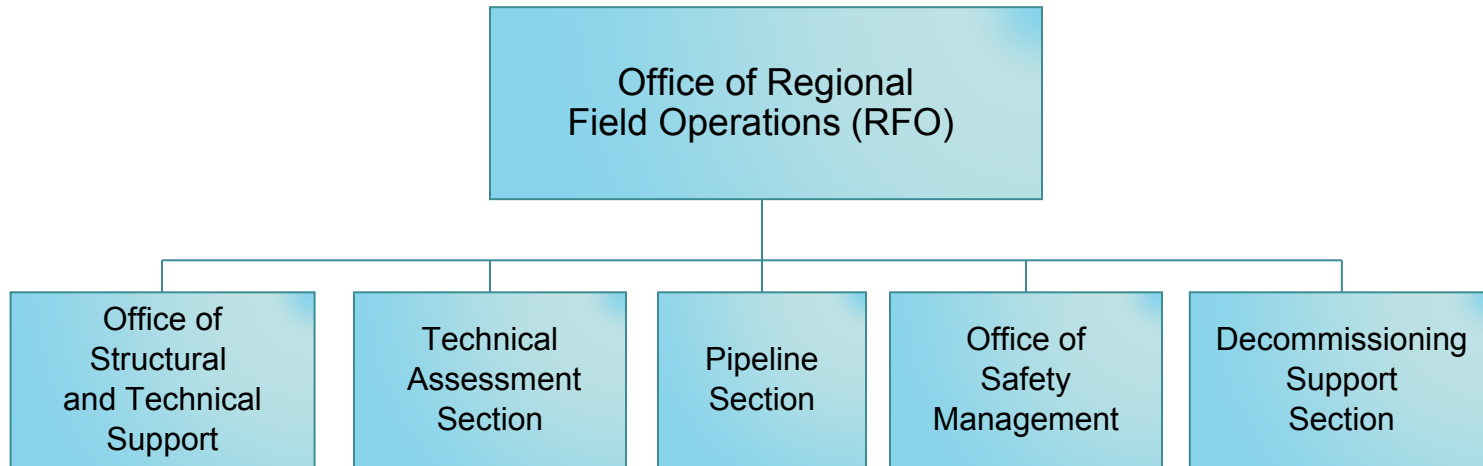 Office of Regional
Field Operations (RFO)
Office of
Structural
and Technical
Support
Technical
Assessment
Section
Pipeline
Section
Office of
Safety
Management
Decommissioning
Support
Section